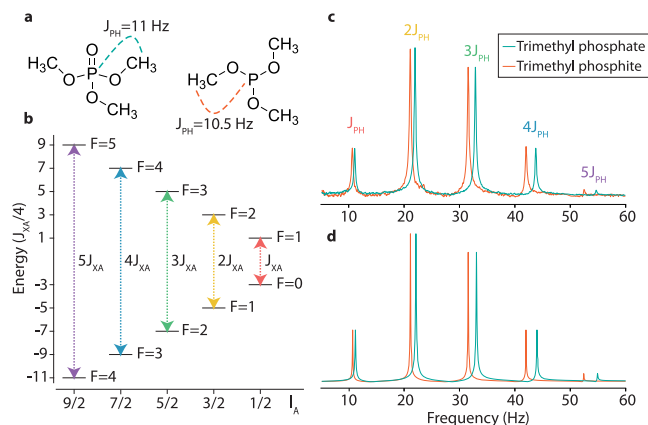 a
J_PH=11 Hz
O
H₃C
O
P
O
CH₃
O
CH₃
CH₃
O
H₃C
O
P
O
CH₃
J_PH=10.5 Hz
b
Energy (J_XA/4)
9
7
5
3
1
-3
-5
-7
-9
-11
F=5
F=4
F=3
F=2
F=1
5J_XA
4J_XA
3J_XA
2J_XA
J_XA
F=0
F=1
F=2
F=3
F=4
9/2 7/2 5/2 3/2 1/2 I_A
c
Trimethyl phosphate
Trimethyl phosphite
J_PH
2J_PH
3J_PH
4J_PH
5J_PH
10 20 30 40 50 60
d
10 20 30 40 50 60
Frequency (Hz)